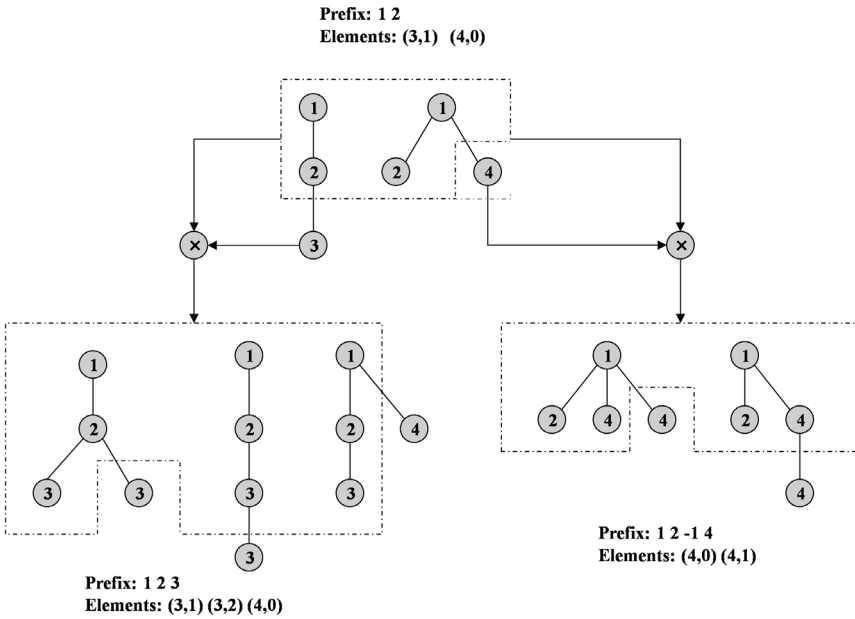 Prefix: 1 2
Elements: (3,1) (4,0)
1 1
2 2 4
× 3 ×
1 1 1 1 1
2 2 2 4 2 4 4 2 4
3 3 3 3 4
3
Prefix: 1 2 -1 4
Elements: (4,0) (4,1)
Prefix: 1 2 3
Elements: (3,1) (3,2) (4,0)